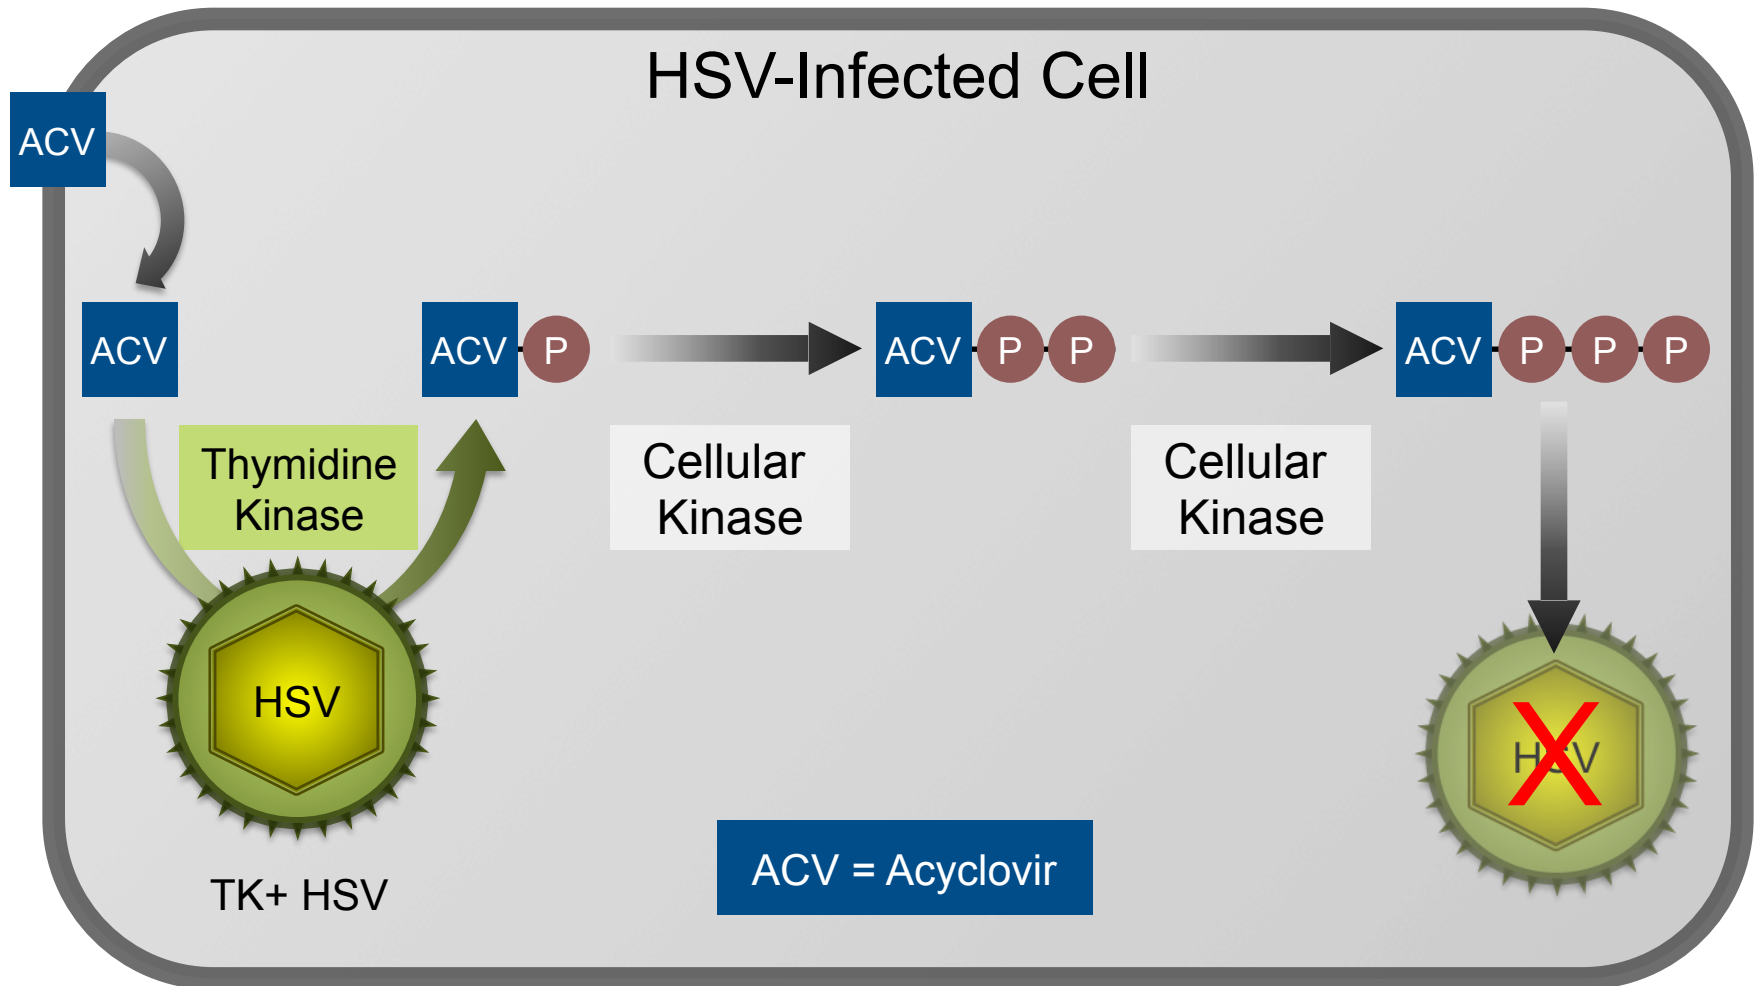 HSV-Infected Cell
ACV
ACV
ACV P
ACV P P
ACV P P P
Thymidine
Kinase
Cellular
Kinase
Cellular
Kinase
HSV
HSV
X
TK+ HSV
ACV = Acyclovir